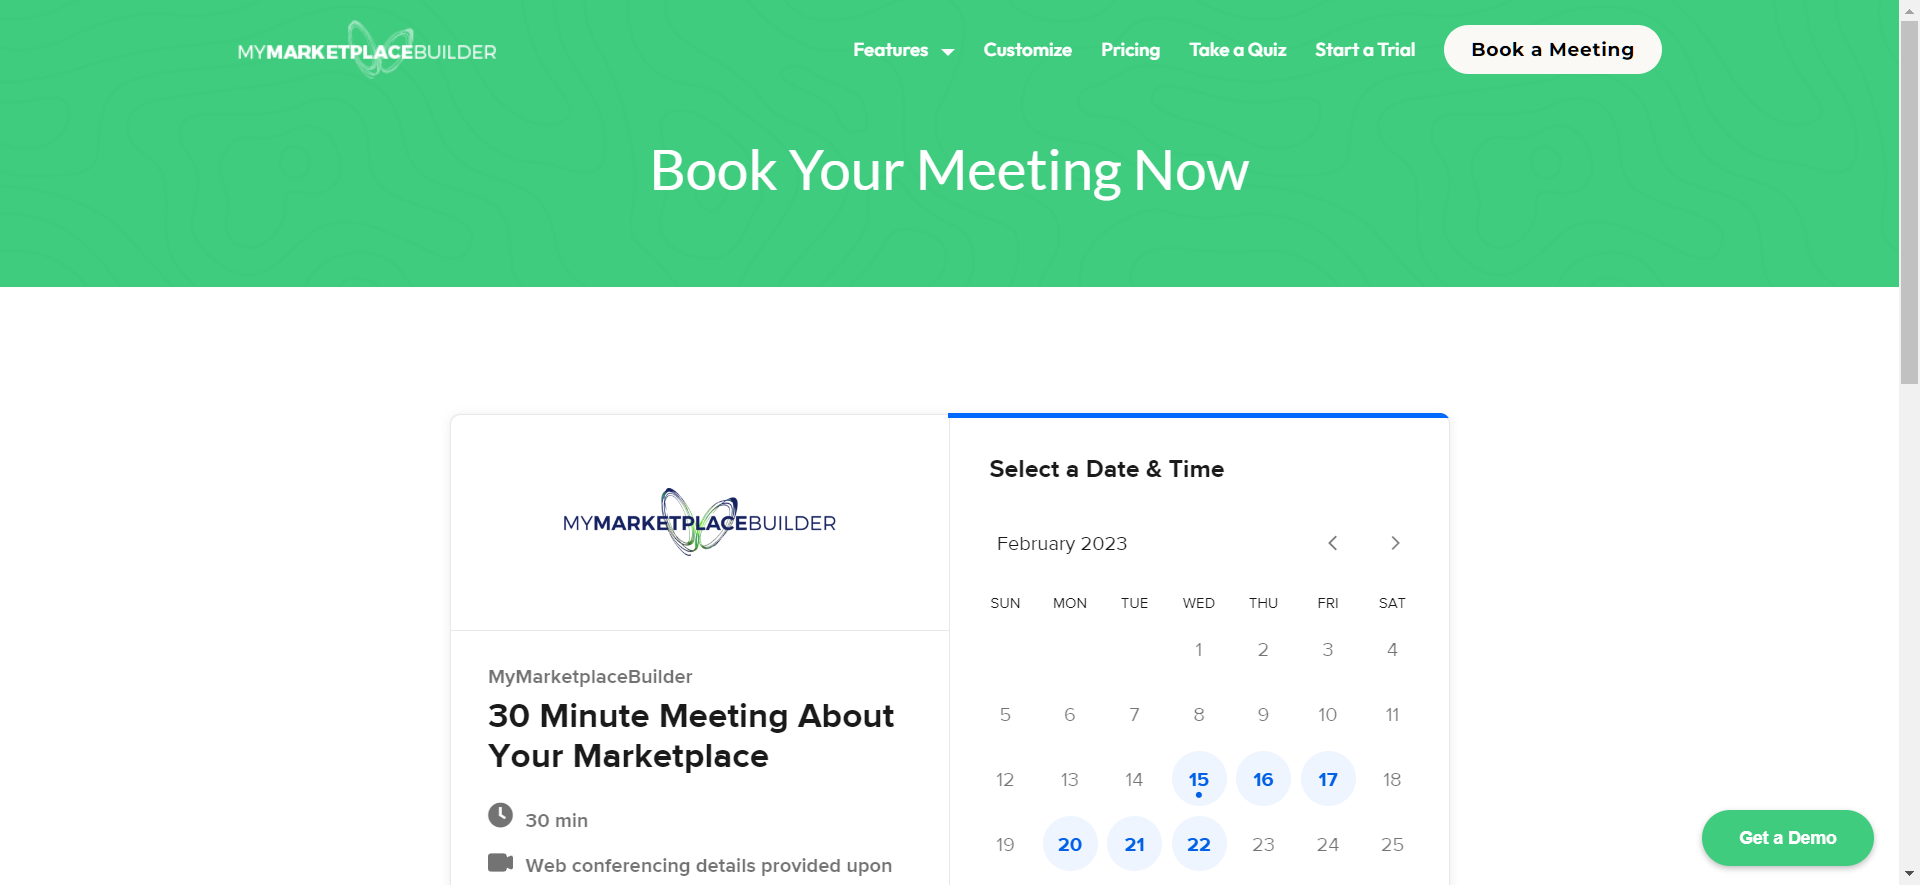 MYMARKETPLACEBUILDER
Features Customize Pricing Take a Quiz Start a Trial Book a Meeting
Book Your Meeting Now
MYMARKETPLACEBUILDER
MyMarketplaceBuilder
30 Minute Meeting About
Your Marketplace
30 min
Web conferencing details provided upon
Select a Date & Time
February 2023
SUN MON TUE WED THU FRI SAT
1 2 3 4
5 6 7 8 9 10 11
12 13 14 15 16 17 18
19 20 21 22 23 24 25
Get a Demo